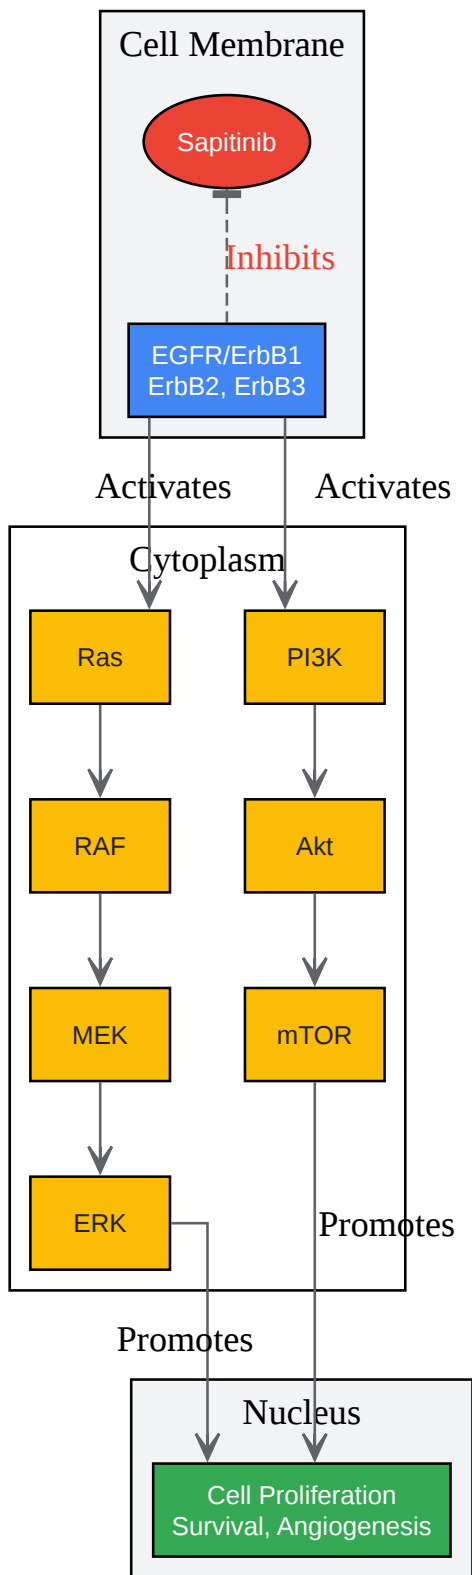 Cell Membrane
Sapitinib
Inhibits
EGFR/ErbB1
ErbB2, ErbB3
Activates
Activates
Cytoplasm
Ras
PI3K
RAF
Akt
MEK
mTOR
ERK
Promotes
Promotes
Nucleus
Cell Proliferation
Survival, Angiogenesis